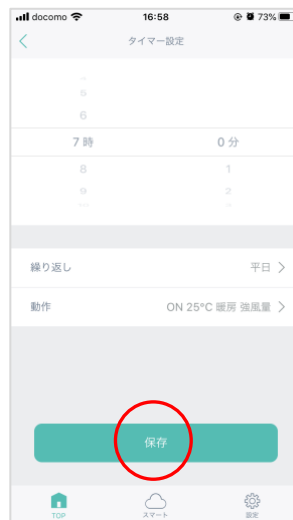 docomo 16:58 73%
タイマー設定
5
6
7 時 0 分
8 1
9 2
繰り返し 平日
動作 ON 25°C 暖房 強風量
保存
TOP スマート 設定